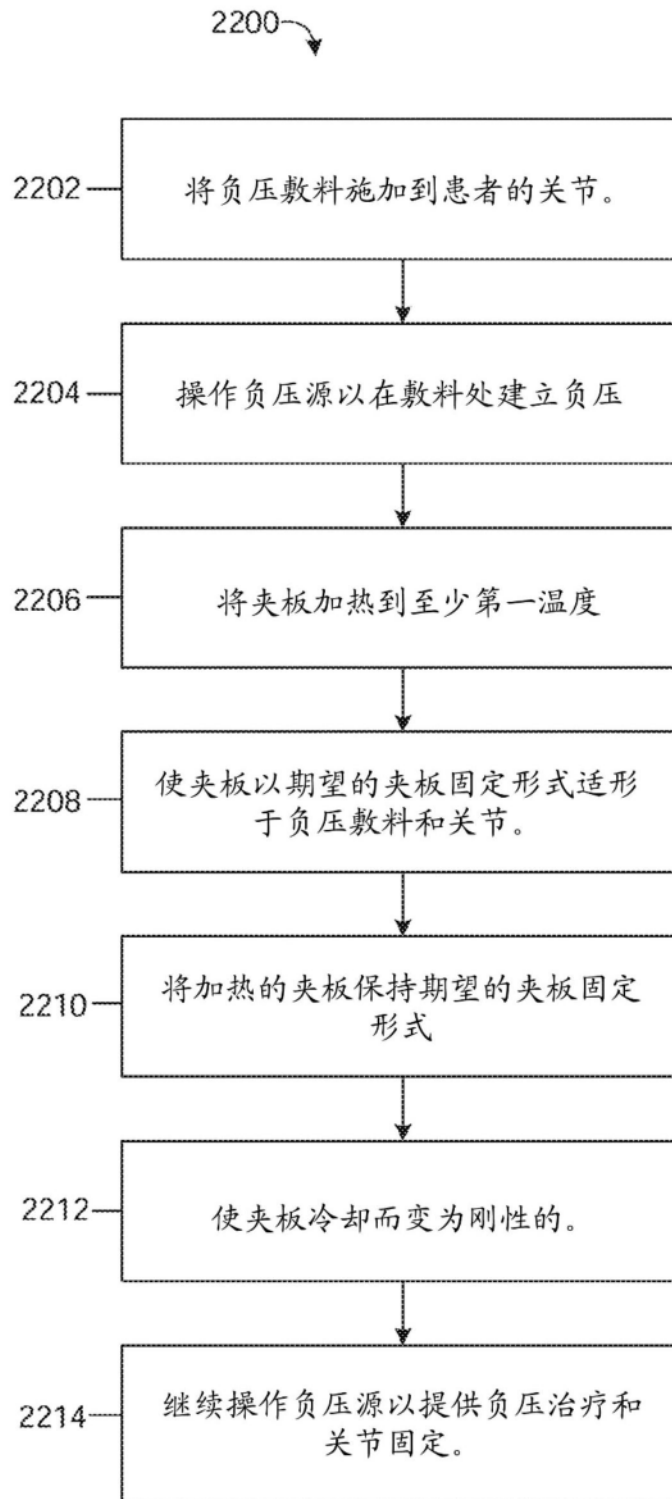 2200
2202
将负压敷料施加到患者的关节。
2204
操作负压源以在敷料处建立负压
2206
将夹板加热到至少第一温度
2208
使夹板以期望的夹板固定形式适形
于负压敷料和关节。
2210
将加热的夹板保持期望的夹板固定
形式
2212
使夹板冷却而变为刚性的。
2214
继续操作负压源以提供负压治疗和
关节固定。